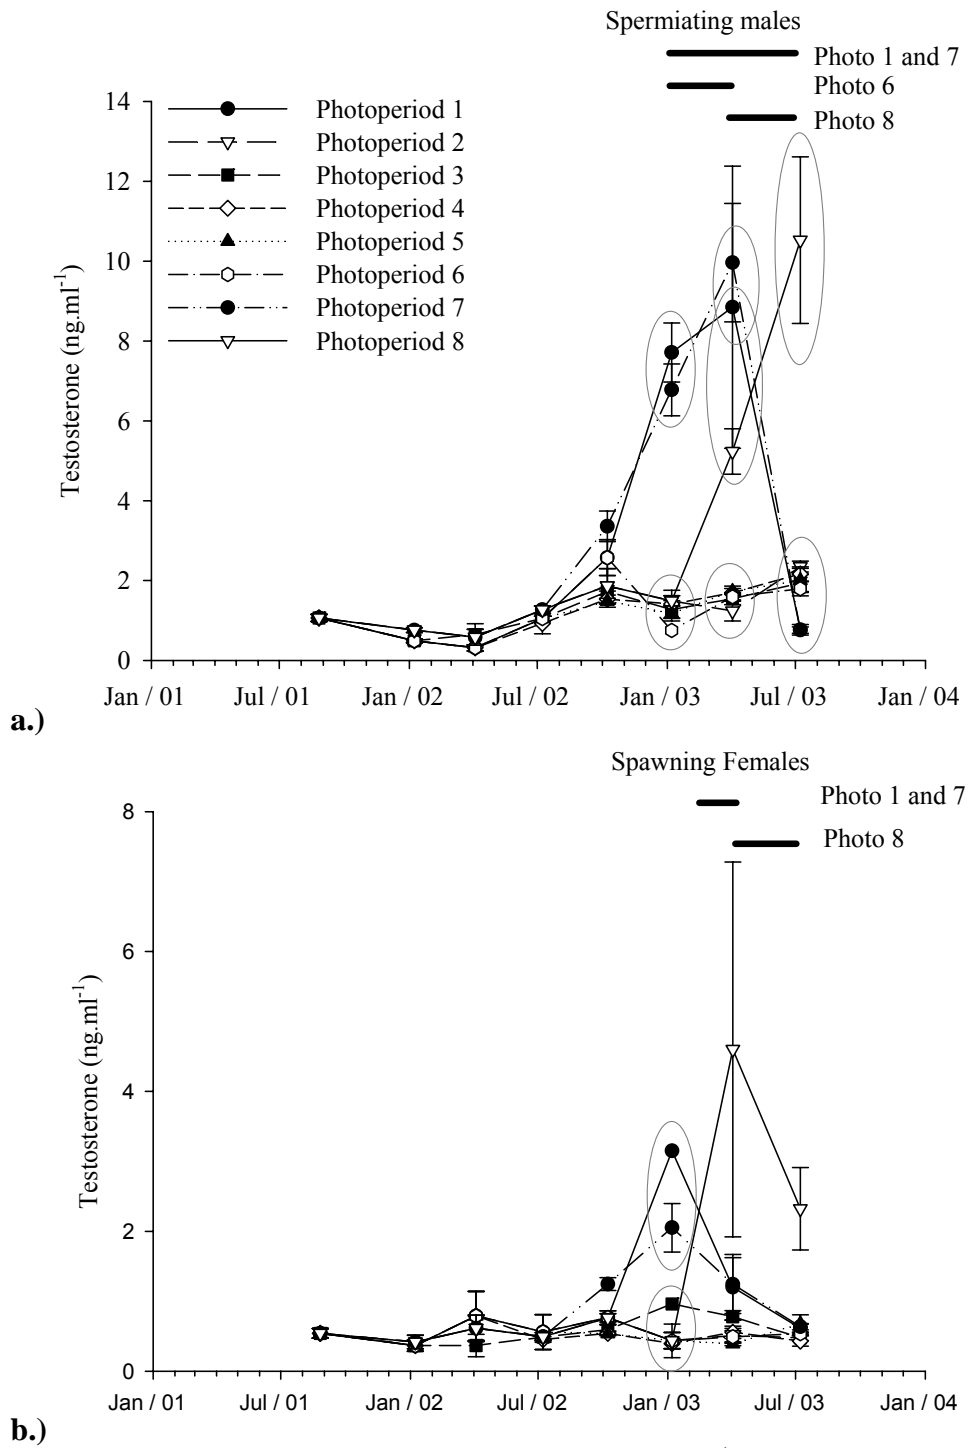 Spermiating males
Photo 1 and 7
Photo 6
Photo 8
14
12
10
8
6
4
2
0
Testosterone (ng.ml-1)
Photoperiod 1
Photoperiod 2
Photoperiod 3
Photoperiod 4
Photoperiod 5
Photoperiod 6
Photoperiod 7
Photoperiod 8
Jan / 01 Jul / 01 Jan / 02 Jul / 02 Jan / 03 Jul / 03 Jan / 04
a.)
Spawning Females
Photo 1 and 7
Photo 8
8
6
4
2
0
Testosterone (ng.ml-1)
Jan / 01 Jul / 01 Jan / 02 Jul / 02 Jan / 03 Jul / 03 Jan / 04
b.)